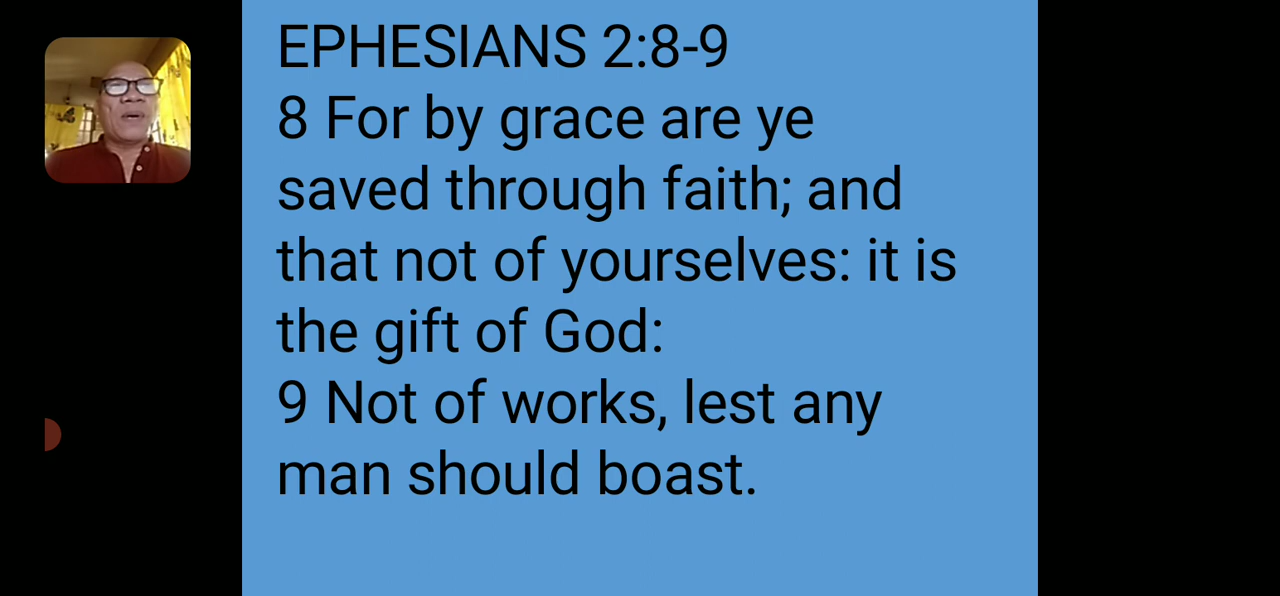 EPHESIANS 2:8-9
8 For by grace are ye
saved through faith; and
that not of yourselves: it is
the gift of God:
9 Not of works, lest any
man should boast.